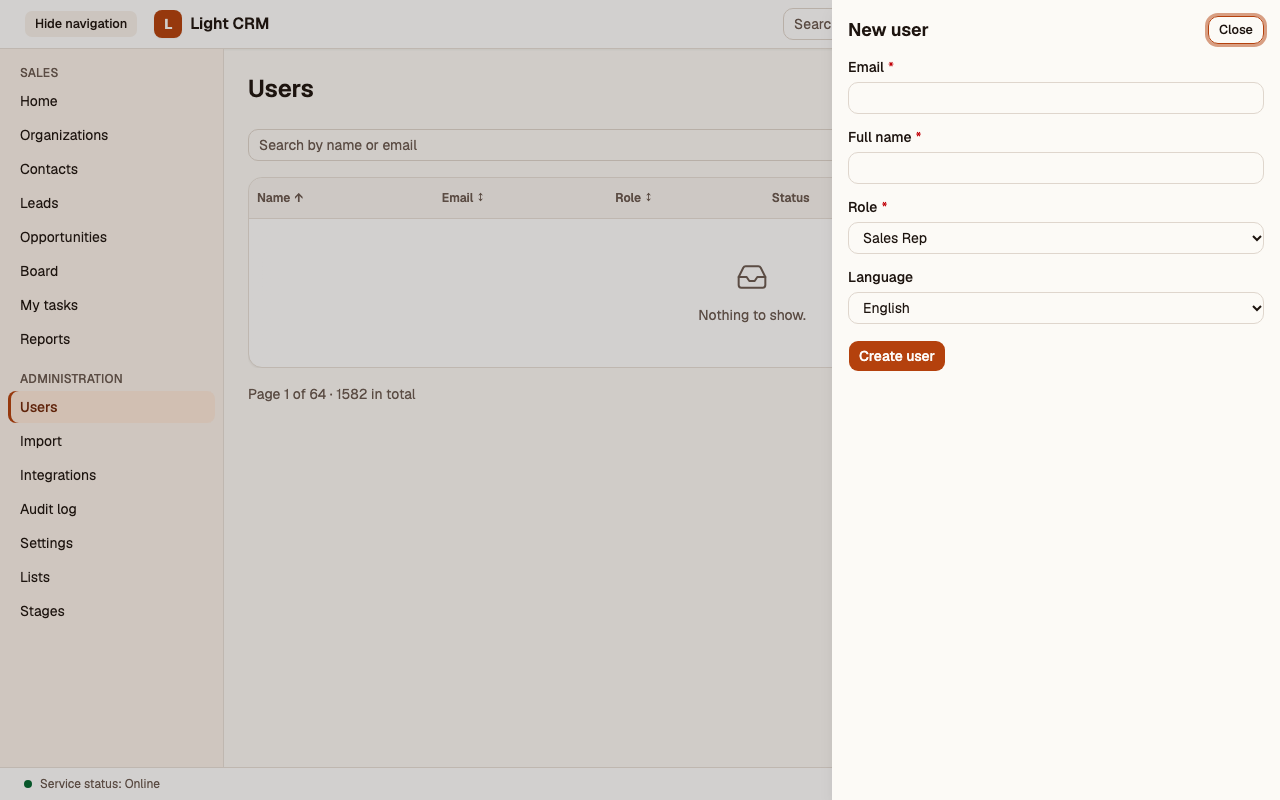 Hide navigation
L
Light CRM
Searc
New user
Close
SALES
Home
Organizations
Contacts
Leads
Opportunities
Board
My tasks
Reports
ADMINISTRATION
Users
Import
Integrations
Audit log
Settings
Lists
Stages
Users
Search by name or email
Name ↑ Email ↕ Role ↕ Status
Nothing to show.
Page 1 of 64 · 1582 in total
Email *
Full name *
Role *
Sales Rep
Language
English
Create user
Service status: Online